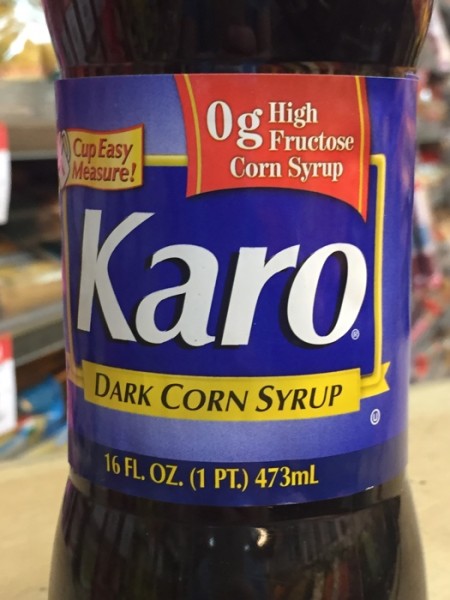 0g High
Fructose
Corn Syrup
Cup Easy
Measure!
Karo®
DARK CORN SYRUP
U
16 FL. OZ. (1 PT.) 473mL